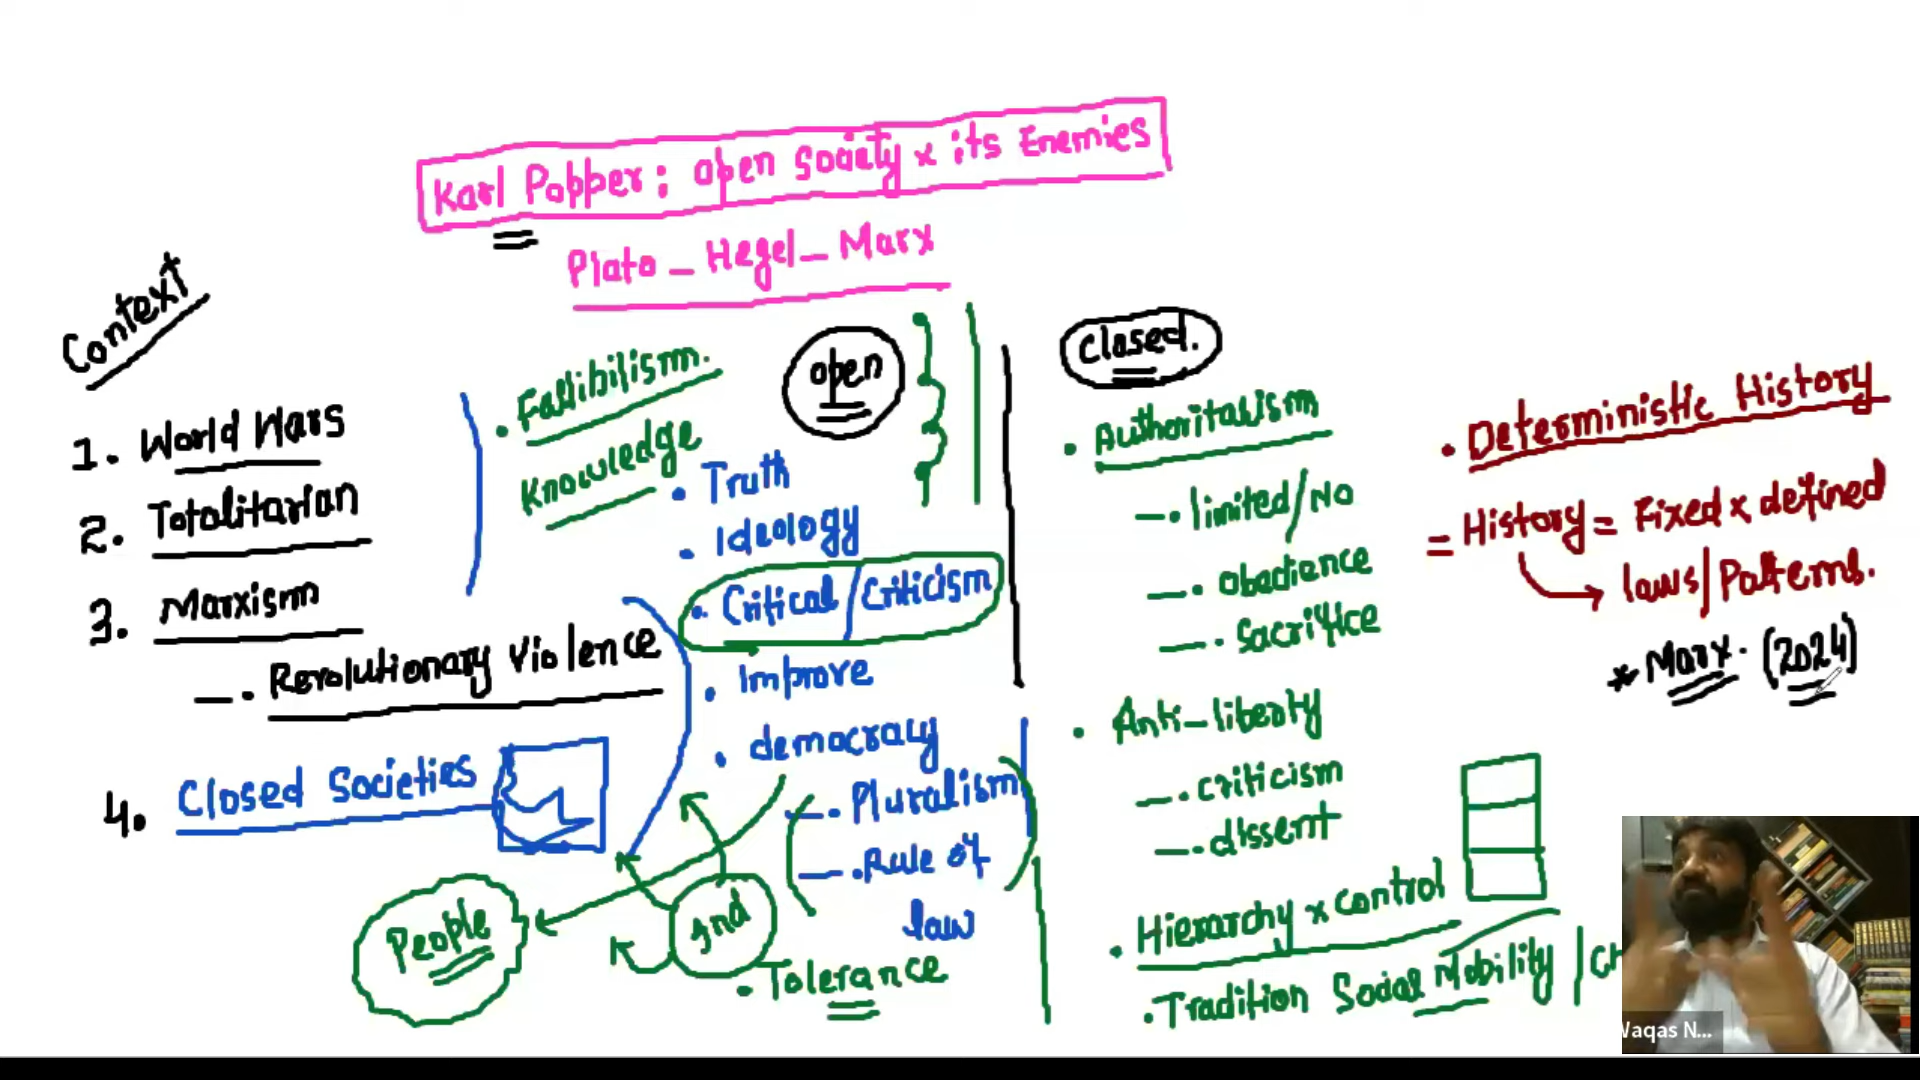 Karl Popper: open society x its Enemies
Plato - Hegel - Marx
Context
1. World Wars
2. Totalitarian
3. Marxism
- . Revolutionary Violence
4. Closed Societies
open
• Fallibilism.
Knowledge
• Truth
• Ideology
• Critical / Criticism
• Improve
• democracy
- . Pluralism
- . Rule of
law
People
Ind
• Tolerance
Closed.
• Authoritalism
- . limited/No
- . obedience
- . Sacrifice
• Anti-liberty
- . criticism
- . dissent
• Hierarchy x control
• Tradition Social Mobility /
• Deterministic History
= History = Fixed x defined
laws/Patterns.
* Marx. (2024)
Waqas N...